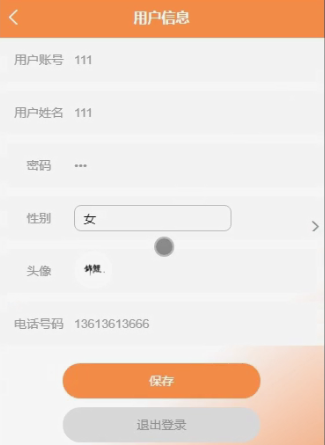 用户信息
用户账号 111
用户姓名 111
密码 •••
性别 女
头像
电话号码 13613613666
保存
退出登录